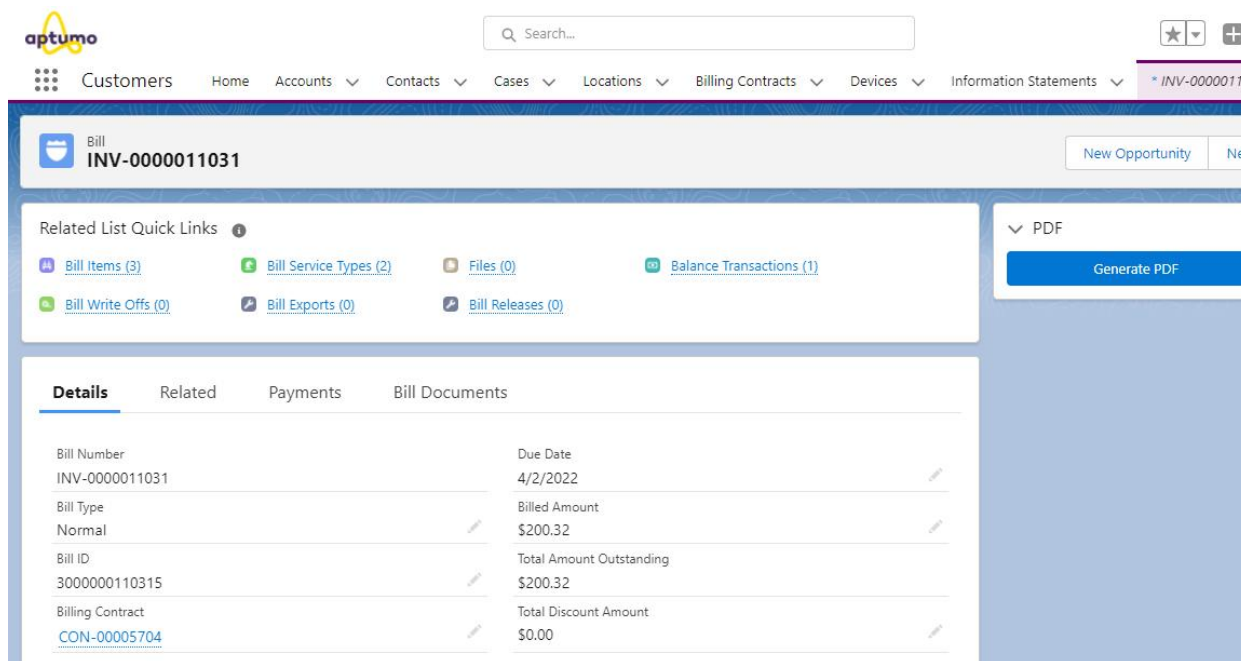 aptumo
Search...
Customers Home Accounts Contacts Cases Locations Billing Contracts Devices Information Statements * INV-0000011
Bill
INV-0000011031
New Opportunity Ne
Related List Quick Links
PDF
Bill Items (3) Bill Service Types (2) Files (0) Balance Transactions (1)
Generate PDF
Bill Write Offs (0) Bill Exports (0) Bill Releases (0)
Details Related Payments Bill Documents
Bill Number Due Date
INV-0000011031 4/2/2022
Bill Type Billed Amount
Normal $200.32
Bill ID Total Amount Outstanding
3000000110315 $200.32
Billing Contract Total Discount Amount
CON-00005704 $0.00